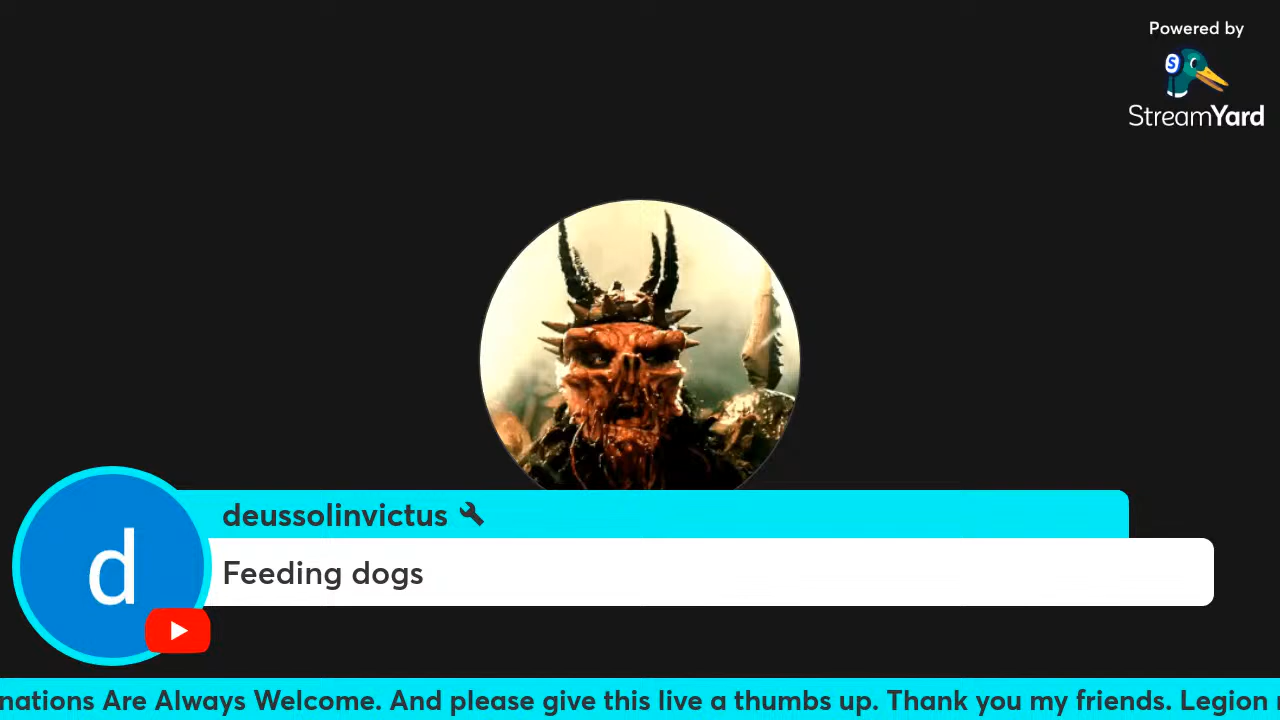 Powered by
S
StreamYard
deussolinvictus
Feeding dogs
d
nations Are Always Welcome. And please give this live a thumbs up. Thank you my friends. Legion